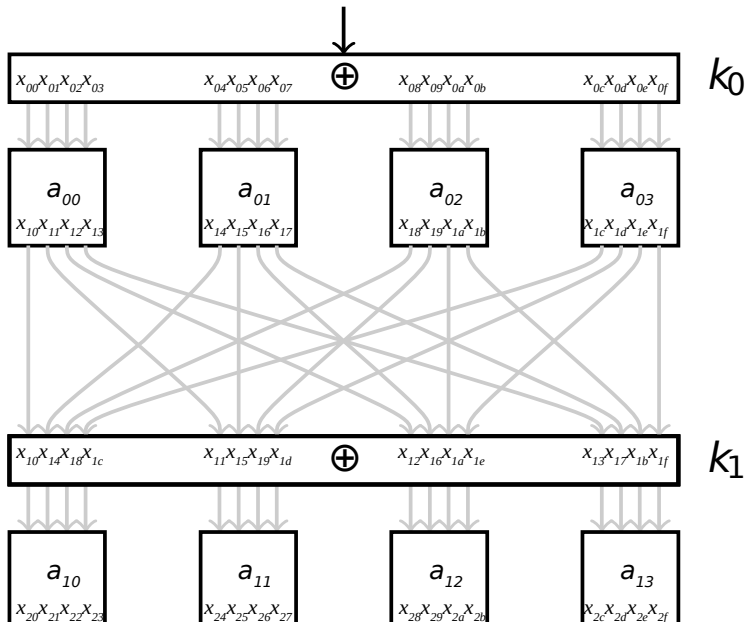 x₀₀x₀₁x₀₂x₀₃ x₀₄x₀₅x₀₆x₀₇ ⊕ x₀₈x₀₉x₀ₐx₀b x₀cx₀dx₀ₑx₀f k₀
a₀₀ a₀₁ a₀₂ a₀₃
x₁₀x₁₁x₁₂x₁₃ x₁₄x₁₅x₁₆x₁₇ x₁₈x₁₉x₁ₐx₁b x₁cx₁dx₁ₑx₁f
x₁₀x₁₄x₁₈x₁c x₁₁x₁₅x₁₉x₁d ⊕ x₁₂x₁₆x₁ₐx₁ₑ x₁₃x₁₇x₁bx₁f k₁
a₁₀ a₁₁ a₁₂ a₁₃
x₂₀x₂₁x₂₂x₂₃ x₂₄x₂₅x₂₆x₂₇ x₂₈x₂₉x₂ₐx₂b x₂cx₂dx₂ₑx₂f